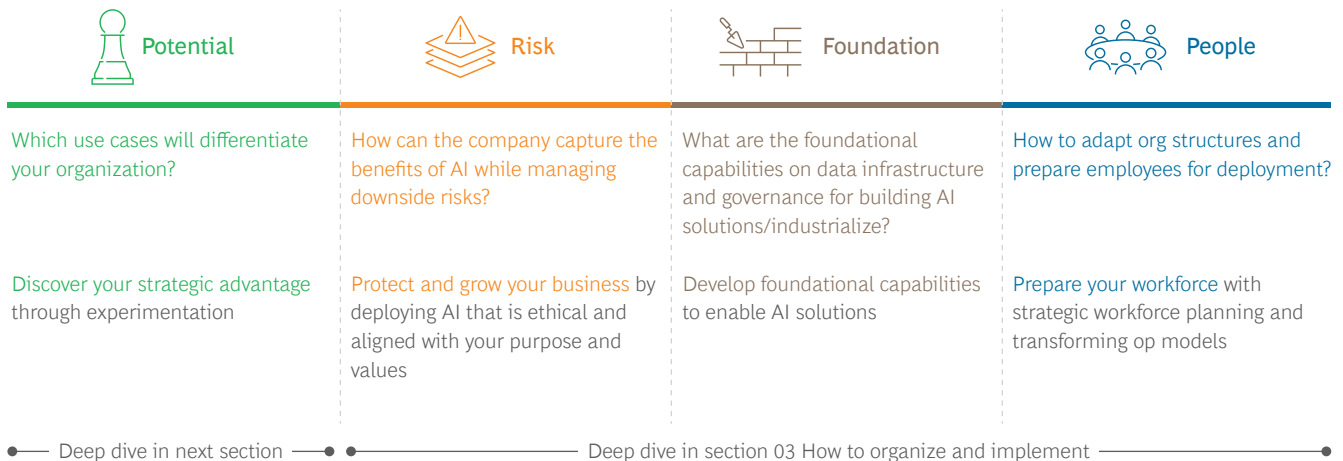 Potential
Risk
Foundation
People
Which use cases will differentiate
your organization?
How can the company capture the
benefits of AI while managing
downside risks?
What are the foundational
capabilities on data infrastructure
and governance for building AI
solutions/industrialize?
How to adapt org structures and
prepare employees for deployment?
Discover your strategic advantage
through experimentation
Protect and grow your business by
deploying AI that is ethical and
aligned with your purpose and
values
Develop foundational capabilities
to enable AI solutions
Prepare your workforce with
strategic workforce planning and
transforming op models
Deep dive in next section
Deep dive in section 03 How to organize and implement